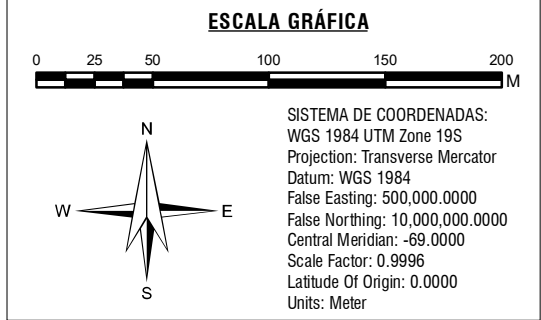 ESCALA GRÁFICA
0 25 50 100 150 200
M
SISTEMA DE COORDENADAS:
WGS 1984 UTM Zone 19S
Projection: Transverse Mercator
Datum: WGS 1984
False Easting: 500,000.0000
False Northing: 10,000,000.0000
Central Meridian: -69.0000
Scale Factor: 0.9996
Latitude Of Origin: 0.0000
Units: Meter
N
W E
S